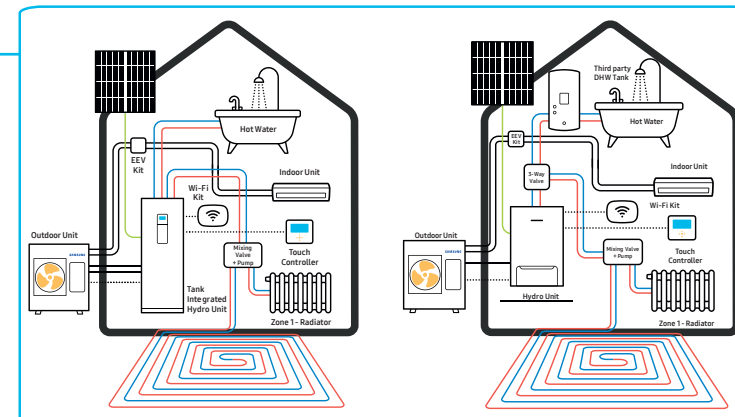 Hot Water
EEV
Kit
Indoor Unit
Wi-Fi
Kit
Outdoor Unit
SAMSUNG
Mixing
Valve
+ Pump
Touch
Controller
Tank
Integrated
Hydro Unit
Zone 1 - Radiator
Third party
DHW Tank
Hot Water
EEV
Kit
3-Way
Valve
Indoor Unit
Wi-Fi Kit
Outdoor Unit
SAMSUNG
Mixing Valve
+ Pump
Touch
Controller
Hydro Unit
Zone 1 - Radiator